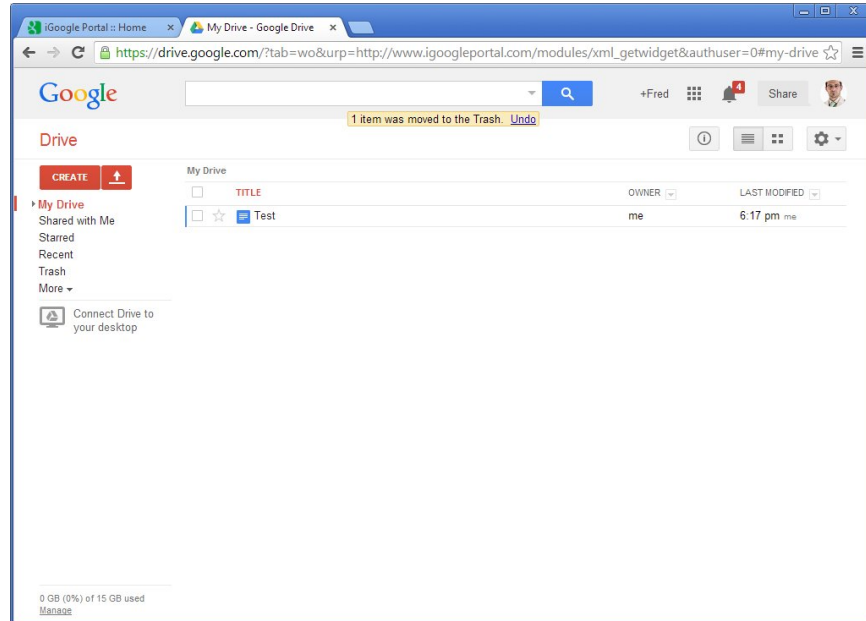 iGoogle Portal :: Home × My Drive - Google Drive ×
https://drive.google.com/?tab=wo&urp=http://www.igoogleportal.com/modules/xml_getwidget&authuser=0#my-drive
Google +Fred 4 Share
1 item was moved to the Trash. Undo
Drive
CREATE
My Drive
Shared with Me
Starred
Recent
Trash
More
Connect Drive to
your desktop
My Drive
TITLE OWNER LAST MODIFIED
Test me 6:17 pm me
0 GB (0%) of 15 GB used
Manage